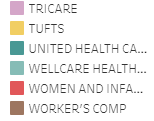 TRICARE
TUFTS
UNITED HEALTH CA...
WELLCARE HEALTH...
WOMEN AND INFA...
WORKER'S COMP